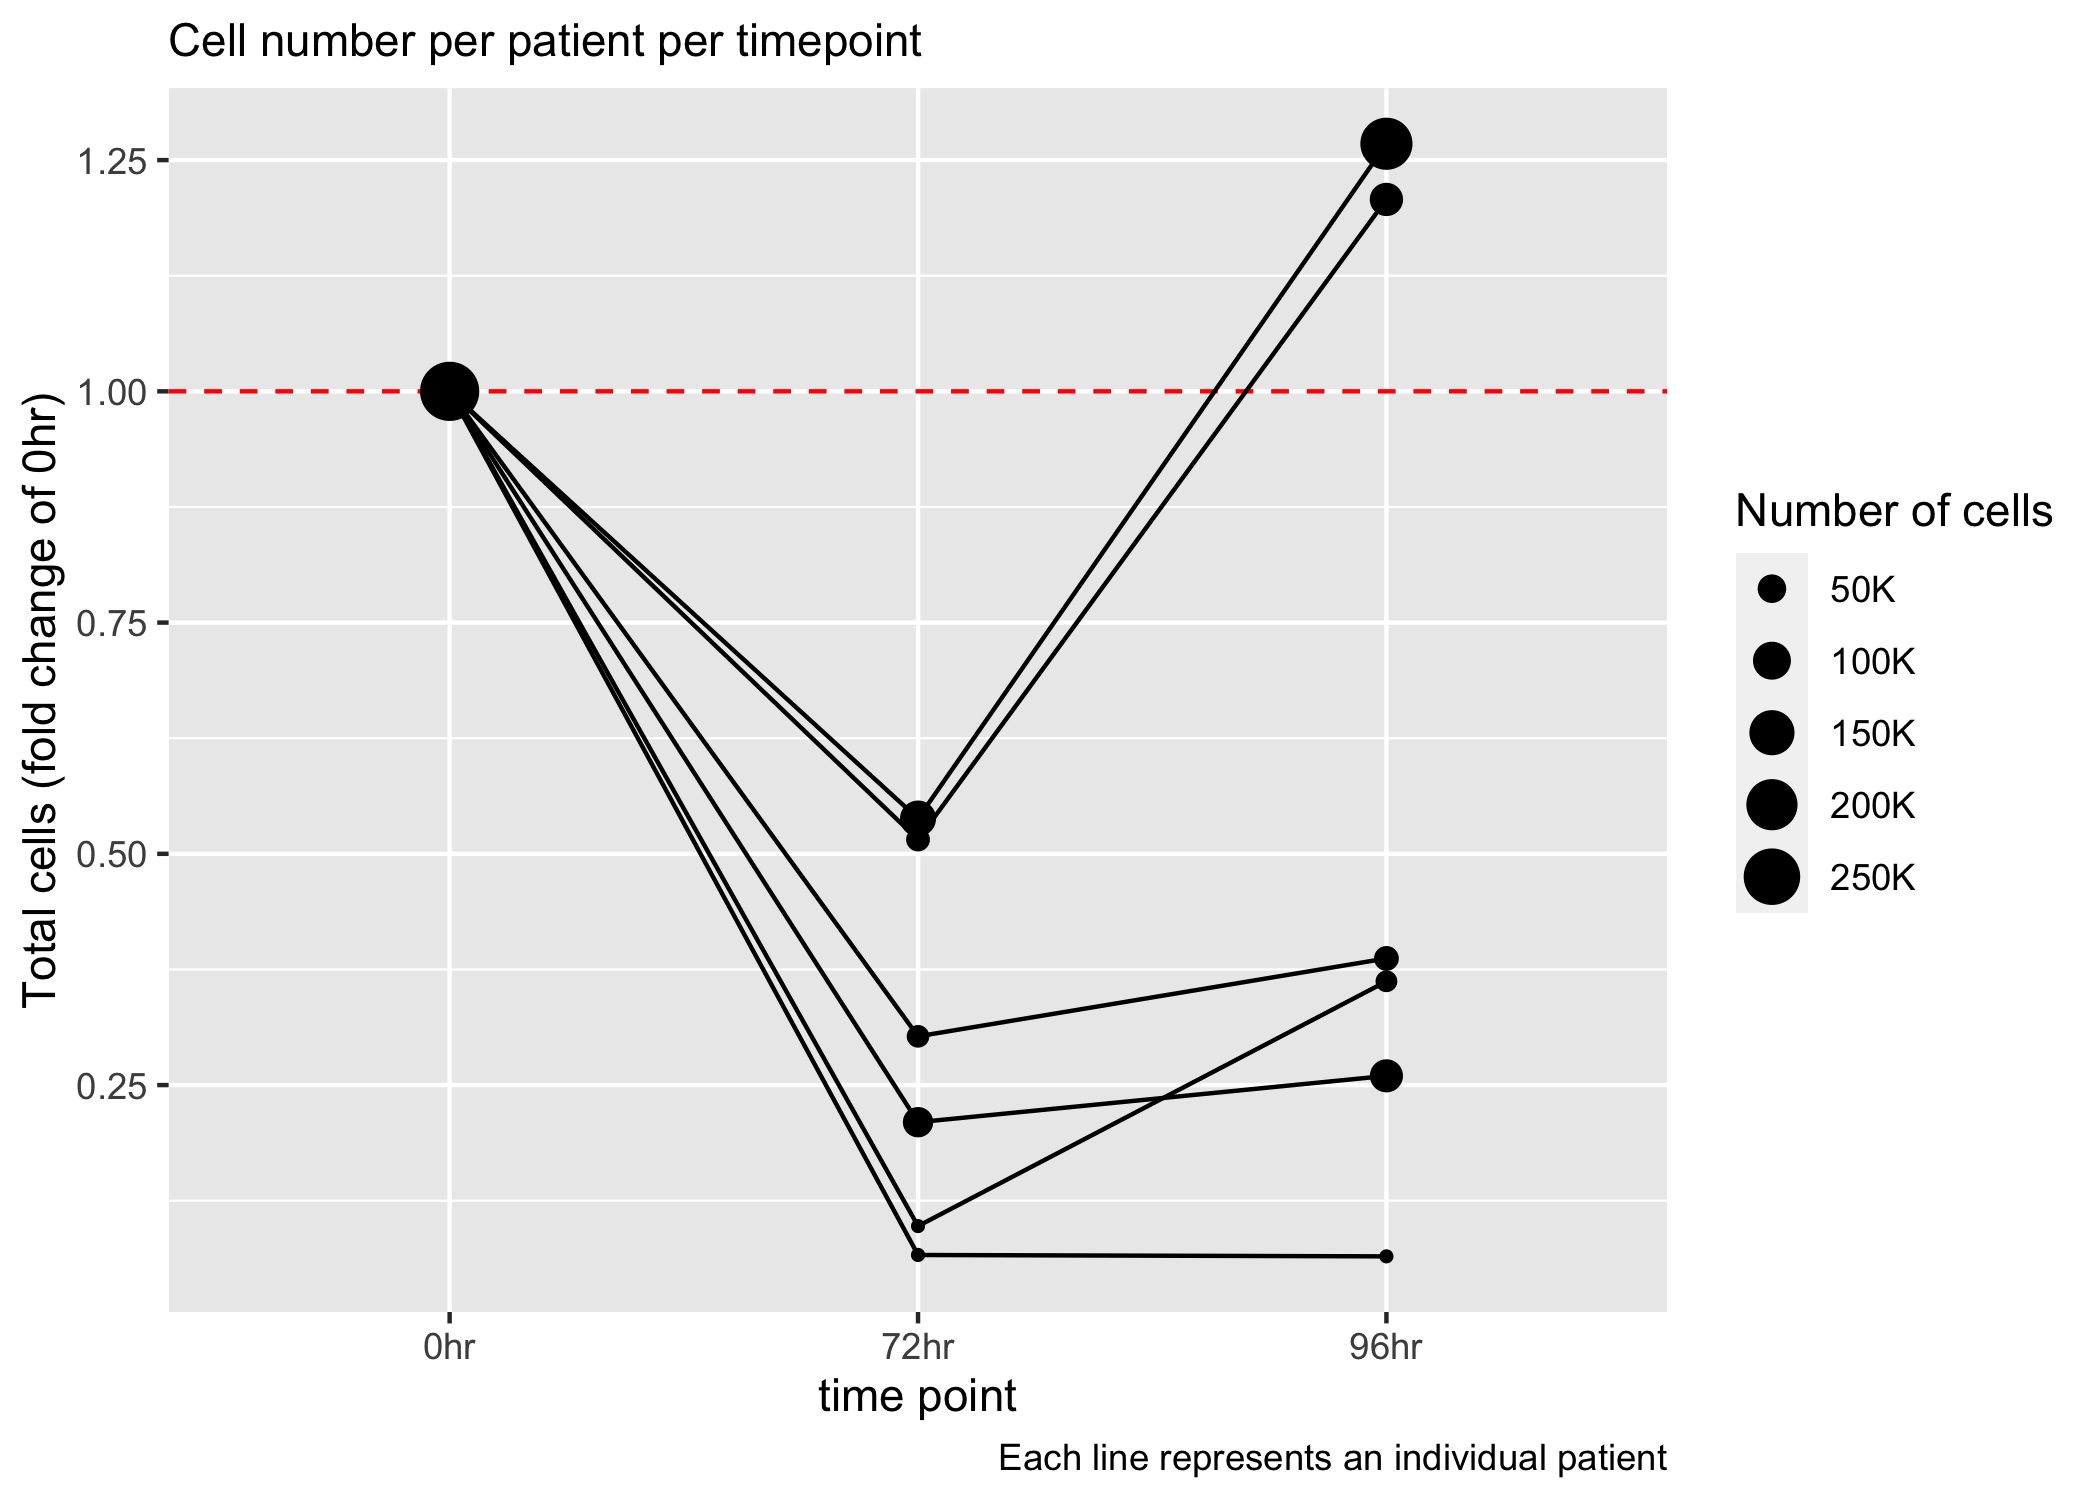 Cell number per patient per timepoint
Total cells (fold change of 0hr)
1.25
1.00
0.75
0.50
0.25
0hr
72hr
96hr
time point
Each line represents an individual patient
Number of cells
50K
100K
150K
200K
250K